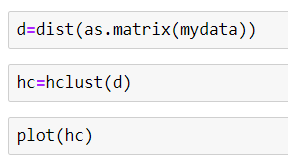 d=dist(as.matrix(mydata))
hc=hclust(d)
plot(hc)